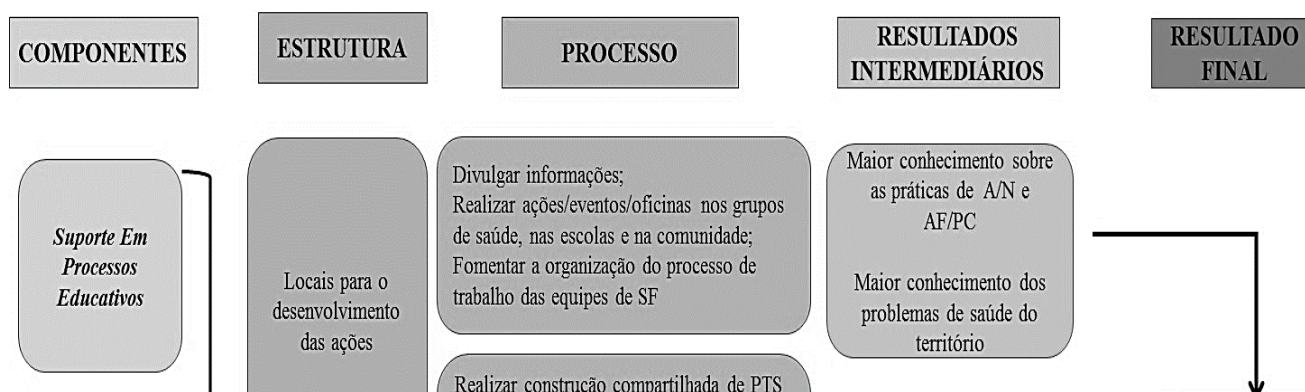 COMPONENTES
ESTRUTURA
PROCESSO
RESULTADOS
INTERMEDIÁRIOS
RESULTADO
FINAL
Suporte Em
Processos
Educativos
Locais para o
desenvolvimento
das ações
Divulgar informações;
Realizar ações/eventos/oficinas nos grupos
de saúde, nas escolas e na comunidade;
Fomentar a organização do processo de
trabalho das equipes de SF
Realizar construção compartilhada de PTS
Maior conhecimento sobre
as práticas de A/N e
AF/PC
Maior conhecimento dos
problemas de saúde do
território